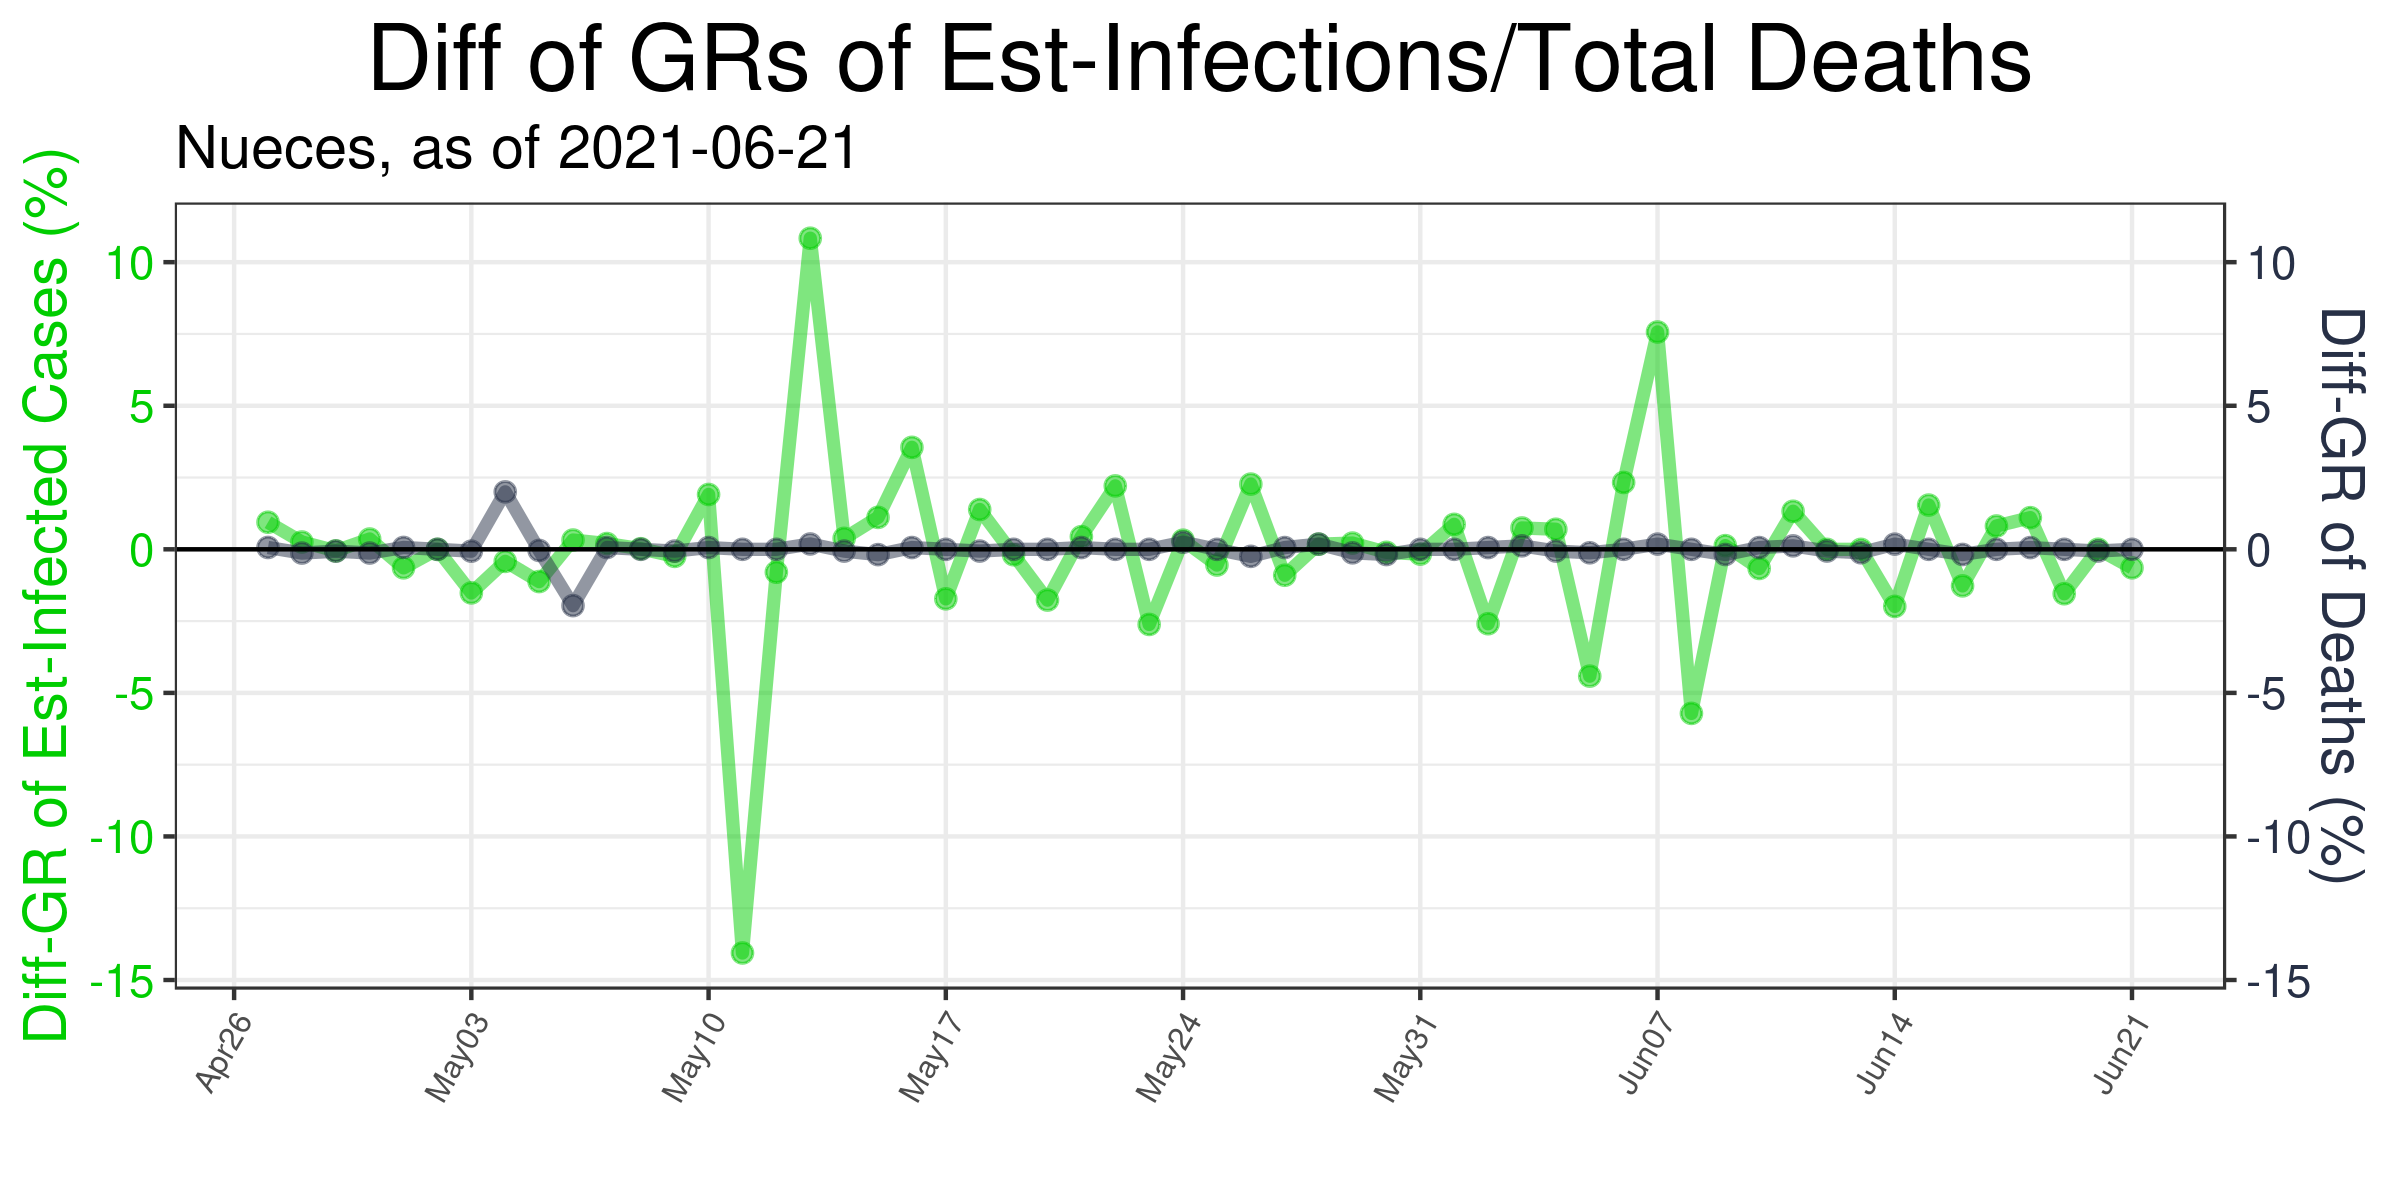 Diff of GRs of Est-Infections/Total Deaths
Nueces, as of 2021-06-21
Diff-GR of Est-Infected Cases (%)
10
5
0
-5
-10
-15
10
5
0
-5
-10
-15
Diff-GR of Deaths (%)
Apr26
May03
May10
May17
May24
May31
Jun07
Jun14
Jun21